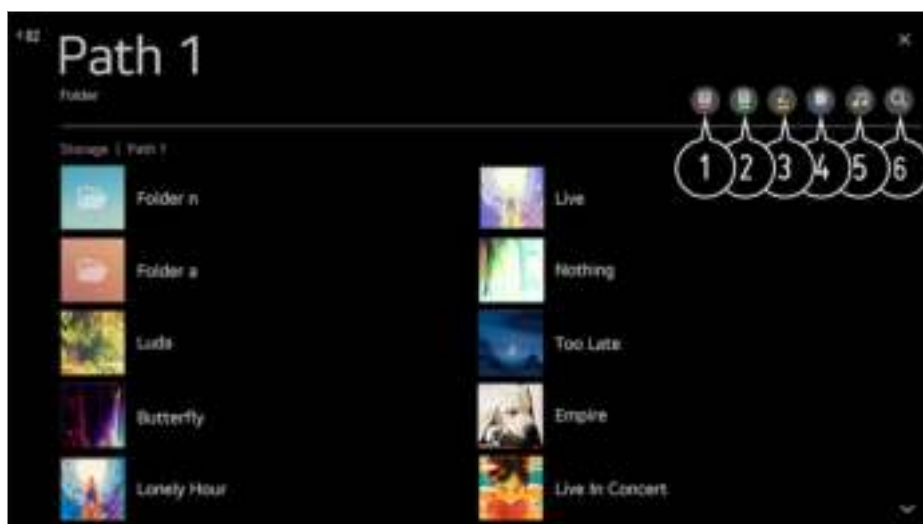 Path 1
Folder
Storage | Path 1
1 2 3 4 5 6
Folder n
Live
Folder a
Nothing
Luda
Too Late
Butterfly
Empire
Lonely Hour
Live In Concert